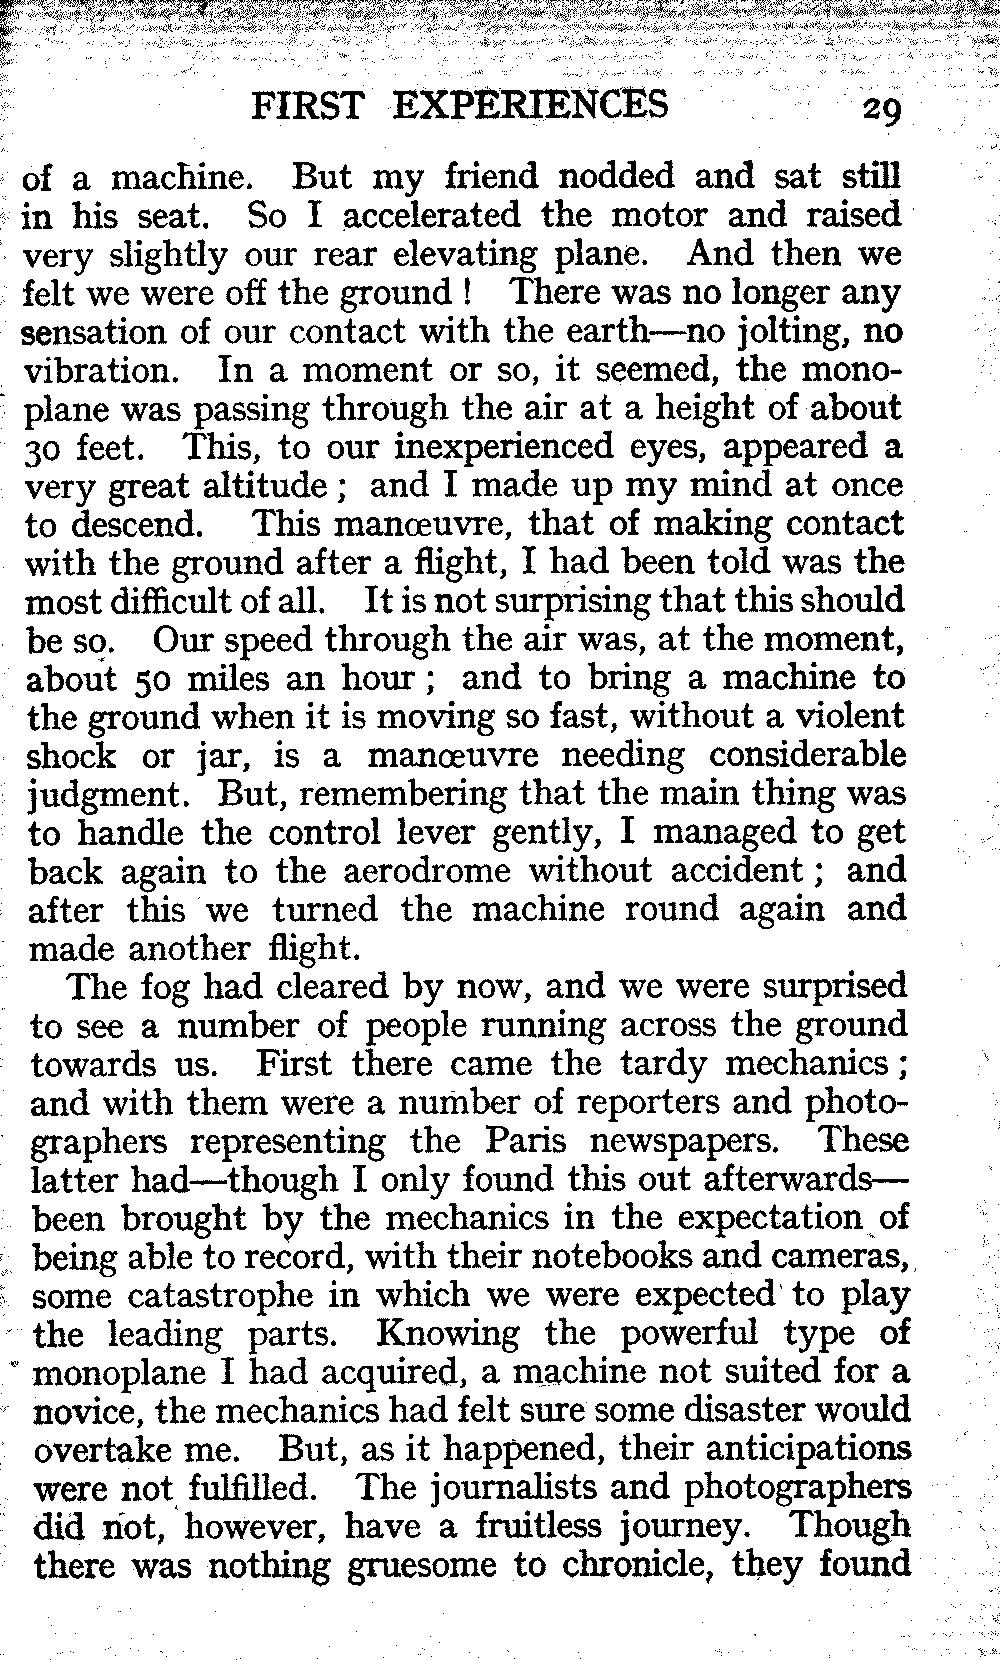 FIRST EXPERIENCES 29
of a machine. But my friend nodded and sat still
in his seat. So I accelerated the motor and raised
very slightly our rear elevating plane. And then we
felt we were off the ground ! There was no longer any
sensation of our contact with the earth—no jolting, no
vibration. In a moment or so, it seemed, the mono-
plane was passing through the air at a height of about
30 feet. This, to our inexperienced eyes, appeared a
very great altitude ; and I made up my mind at once
to descend. This manœuvre, that of making contact
with the ground after a flight, I had been told was the
most difficult of all. It is not surprising that this should
be so. Our speed through the air was, at the moment,
about 50 miles an hour ; and to bring a machine to
the ground when it is moving so fast, without a violent
shock or jar, is a manœuvre needing considerable
judgment. But, remembering that the main thing was
to handle the control lever gently, I managed to get
back again to the aerodrome without accident ; and
after this we turned the machine round again and
made another flight.
The fog had cleared by now, and we were surprised
to see a number of people running across the ground
towards us. First there came the tardy mechanics ;
and with them were a number of reporters and photo-
graphers representing the Paris newspapers. These
latter had—though I only found this out afterwards—
been brought by the mechanics in the expectation of
being able to record, with their notebooks and cameras,
some catastrophe in which we were expected to play
the leading parts. Knowing the powerful type of
monoplane I had acquired, a machine not suited for a
novice, the mechanics had felt sure some disaster would
overtake me. But, as it happened, their anticipations
were not fulfilled. The journalists and photographers
did not, however, have a fruitless journey. Though
there was nothing gruesome to chronicle, they found